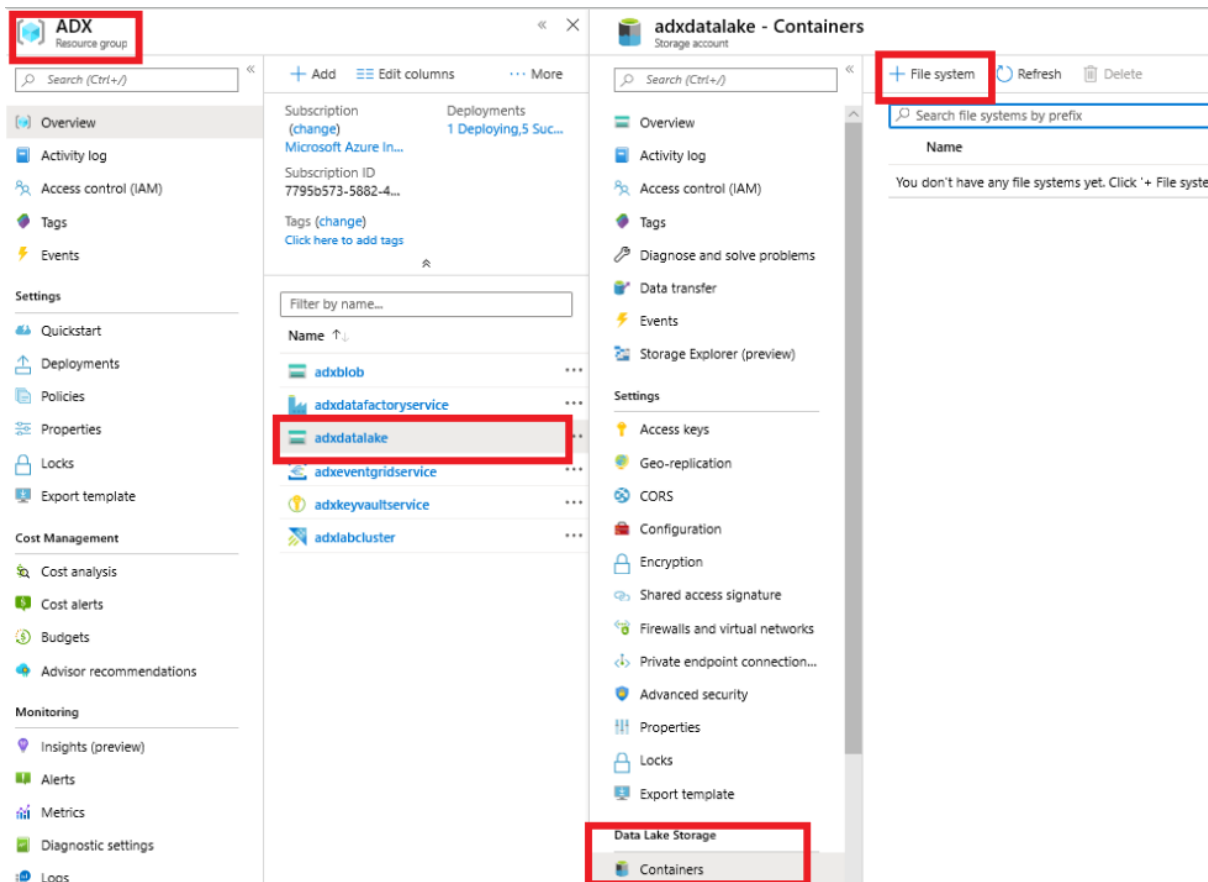 ADX
Resource group
Search (Ctrl+/)
Overview
Activity log
Access control (IAM)
Tags
Events
Settings
Quickstart
Deployments
Policies
Properties
Locks
Export template
Cost Management
Cost analysis
Cost alerts
Budgets
Advisor recommendations
Monitoring
Insights (preview)
Alerts
Metrics
Diagnostic settings
Logs
Add Edit columns ... More
Subscription Deployments
(change) 1 Deploying,5 Suc...
Microsoft Azure In...
Subscription ID
7795b573-5882-4...
Tags (change)
Click here to add tags
Filter by name...
Name
adxblob
adxdatafactoryservice
adxdatalake
adxeventgridservice
adxkeyvaultservice
adxlabcluster
adxdatalake - Containers
Storage account
Search (Ctrl+/)
Overview
Activity log
Access control (IAM)
Tags
Diagnose and solve problems
Data transfer
Events
Storage Explorer (preview)
Settings
Access keys
Geo-replication
CORS
Configuration
Encryption
Shared access signature
Firewalls and virtual networks
Private endpoint connection...
Advanced security
Properties
Locks
Export template
Data Lake Storage
Containers
+ File system Refresh Delete
Search file systems by prefix
Name
You don't have any file systems yet. Click '+ File syste